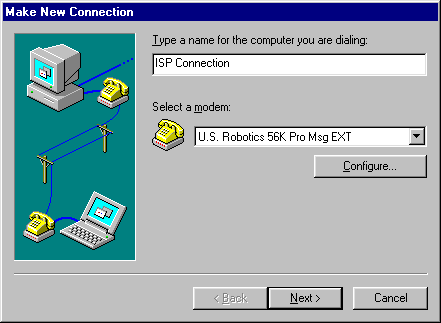 Make New Connection
Type a name for the computer you are dialing:
ISP Connection
Select a modem:
U.S. Robotics 56K Pro Msg EXT
Configure...
< Back
Next >
Cancel